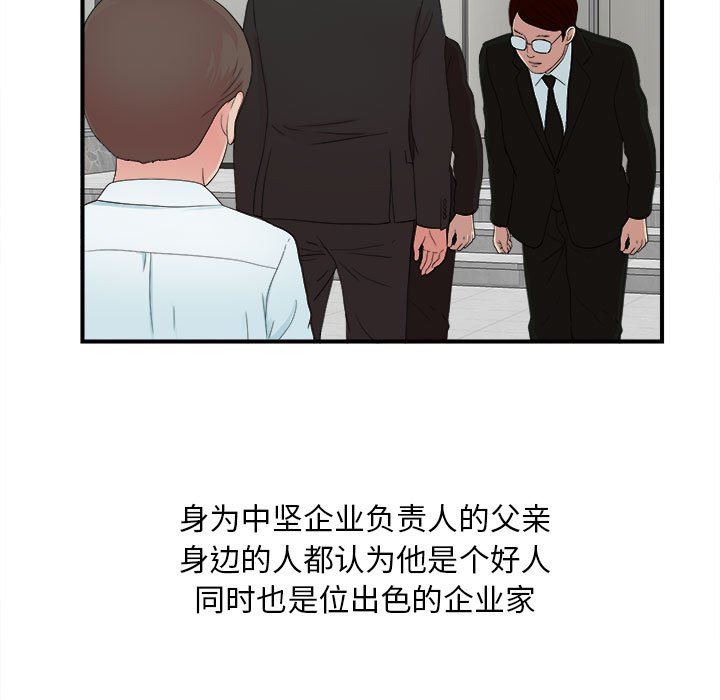 身为中坚企业负责人的父亲
身边的人都认为他是个好人
同时也是位出色的企业家